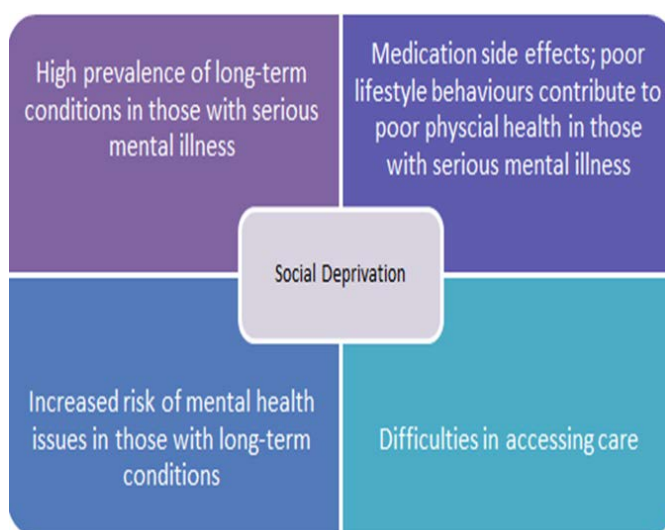 High prevalence of long-term
conditions in those with serious
mental illness
Medication side effects; poor
lifestyle behaviours contribute to
poor physcial health in those
with serious mental illness
Social Deprivation
Increased risk of mental health
issues in those with long-term
conditions
Difficulties in accessing care